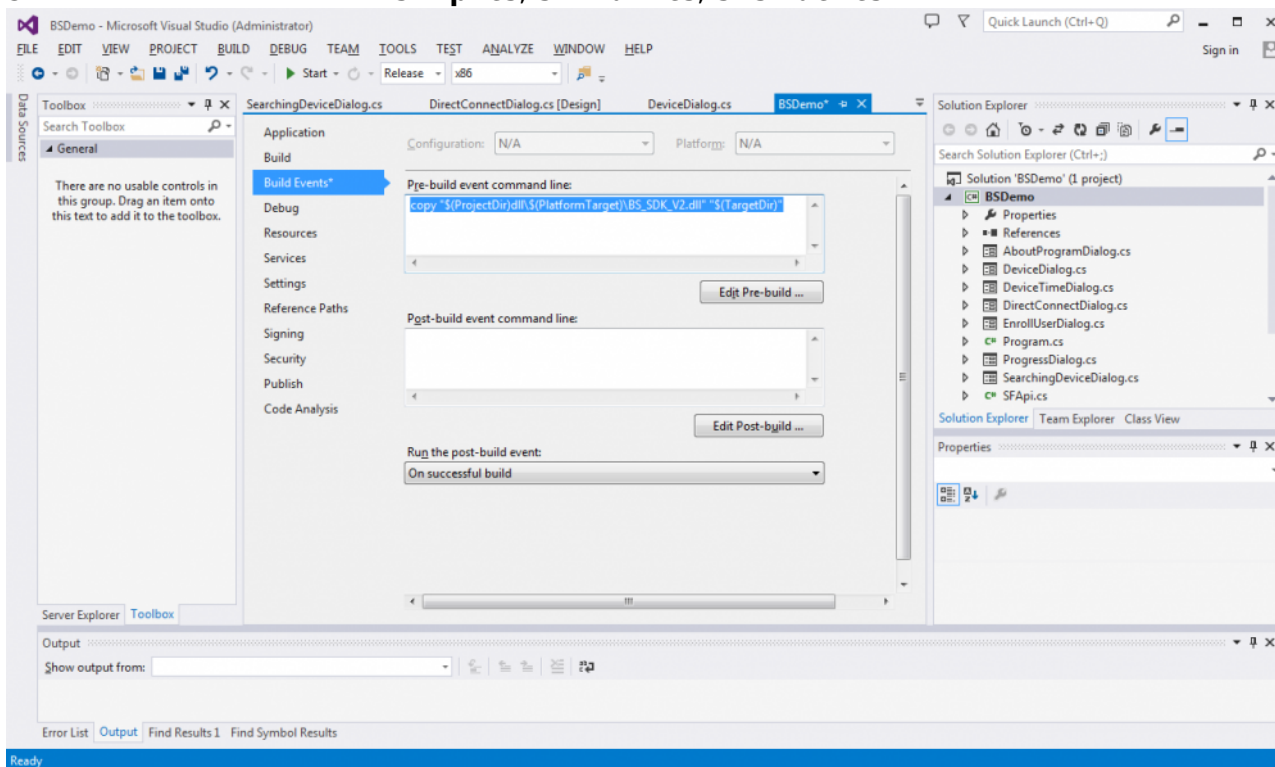 BSDemo - Microsoft Visual Studio (Administrator)
Quick Launch (Ctrl+Q)
FILE EDIT VIEW PROJECT BUILD DEBUG TEAM TOOLS TEST ANALYZE WINDOW HELP
Sign in
Start
Release
x86
Data Sources
Toolbox
Search Toolbox
General
There are no usable controls in
this group. Drag an item onto
this text to add it to the toolbox.
Server Explorer Toolbox
SearchingDeviceDialog.cs DirectConnectDialog.cs [Design] DeviceDialog.cs BSDemo*
Application
Build
Build Events*
Debug
Resources
Services
Settings
Reference Paths
Signing
Security
Publish
Code Analysis
Configuration: N/A Platform: N/A
Pre-build event command line:
copy "$(ProjectDir)dll\$(PlatformTarget)\BS_SDK_V2.dll" "$(TargetDir)"
Edit Pre-build ...
Post-build event command line:
Edit Post-build ...
Run the post-build event:
On successful build
Solution Explorer
Search Solution Explorer (Ctrl+;)
Solution 'BSDemo' (1 project)
C# BSDemo
Properties
References
AboutProgramDialog.cs
DeviceDialog.cs
DeviceTimeDialog.cs
DirectConnectDialog.cs
EnrollUserDialog.cs
C# Program.cs
ProgressDialog.cs
SearchingDeviceDialog.cs
C# SFApi.cs
Solution Explorer Team Explorer Class View
Properties
Output
Show output from:
Error List Output Find Results 1 Find Symbol Results
Ready